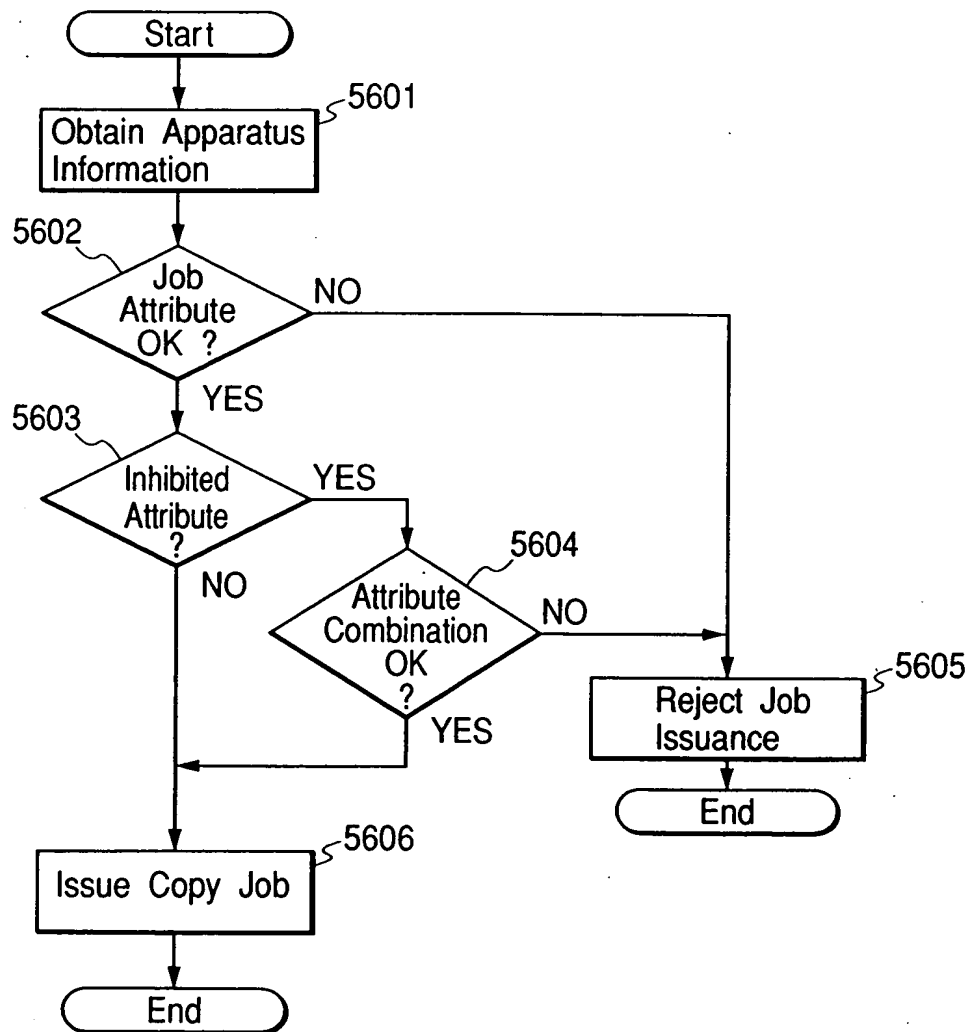 Start
5601
Obtain Apparatus
Information
5602
Job
Attribute
OK ?
NO
YES
5603
Inhibited
Attribute
?
YES
NO
5604
Attribute
Combination
OK
?
NO
YES
5605
Reject Job
Issuance
End
5606
Issue Copy Job
End